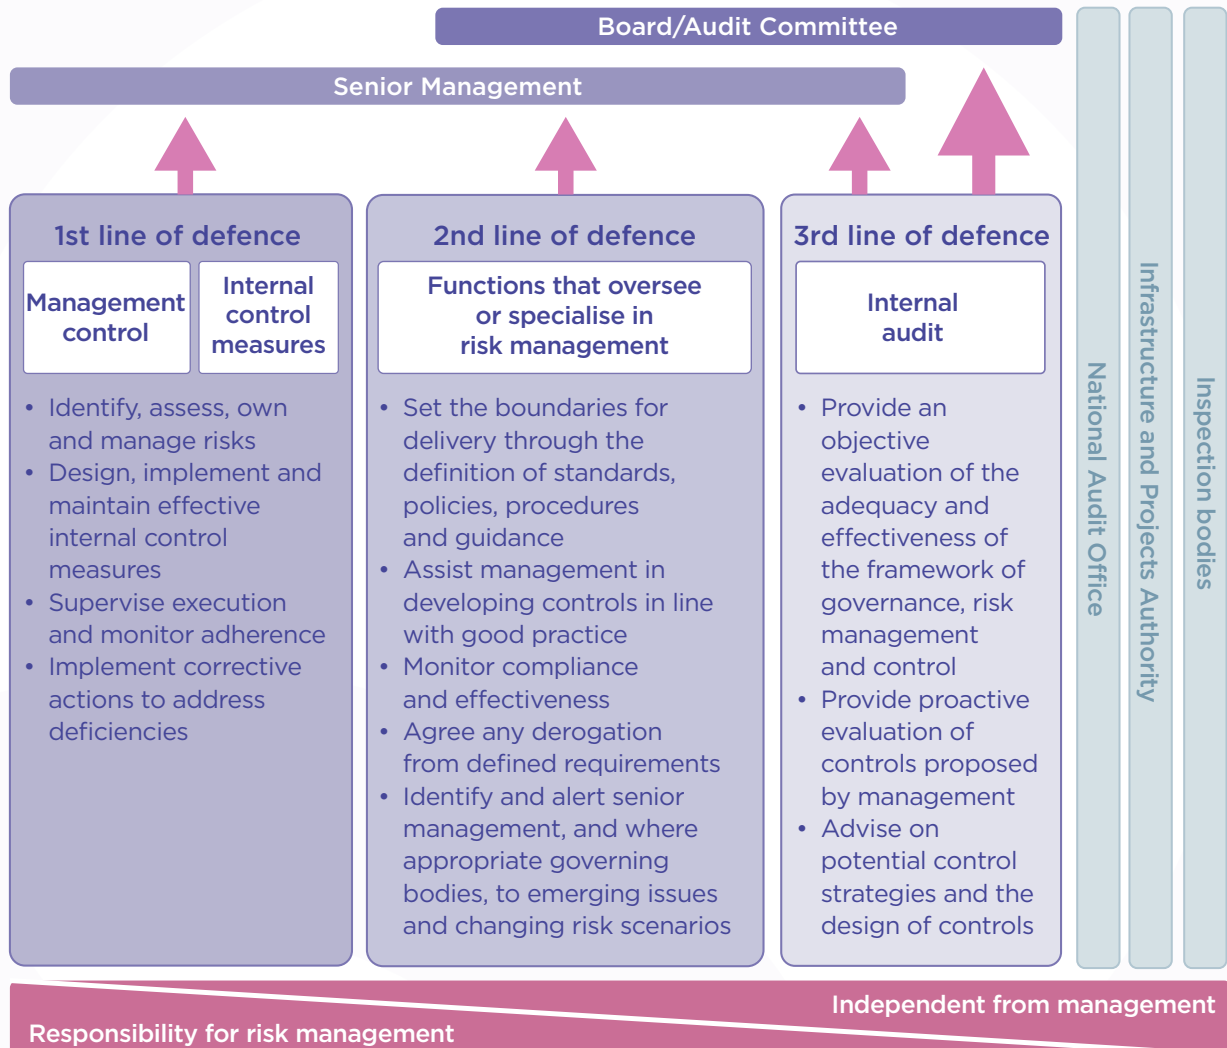 Board/Audit Committee
Senior Management
1st line of defence
Management
control
Internal
control
measures
• Identify, assess, own
and manage risks
• Design, implement and
maintain effective
internal control
measures
• Supervise execution
and monitor adherence
• Implement corrective
actions to address
deficiencies
2nd line of defence
Functions that oversee
or specialise in
risk management
• Set the boundaries for
delivery through the
definition of standards,
policies, procedures
and guidance
• Assist management in
developing controls in line
with good practice
• Monitor compliance
and effectiveness
• Agree any derogation
from defined requirements
• Identify and alert senior
management, and where
appropriate governing
bodies, to emerging issues
and changing risk scenarios
3rd line of defence
Internal
audit
• Provide an
objective
evaluation of the
adequacy and
effectiveness of
the framework of
governance, risk
management
and control
• Provide proactive
evaluation of
controls proposed
by management
• Advise on
potential control
strategies and the
design of controls
National Audit Office
Infrastructure and Projects Authority
Inspection bodies
Independent from management
Responsibility for risk management